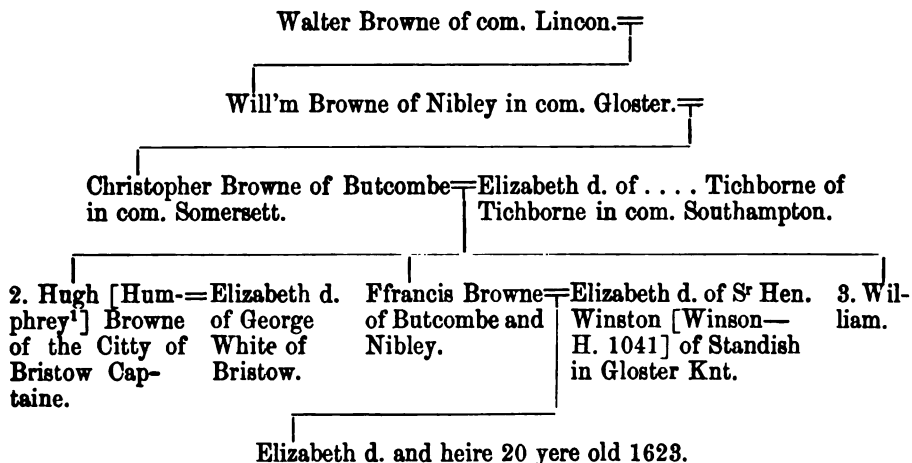 Walter Browne of com. Lincon.
Will'm Browne of Nibley in com. Gloster.
Christopher Browne of Butcombe=Elizabeth d. of .... Tichborne of
in com. Somersett. Tichborne in com. Southampton.
2. Hugh [Hum-=Elizabeth d. Ffrancis Browne=Elizabeth d. of Sʳ Hen. 3. Wil-
phrey¹] Browne of George of Butcombe and Winston [Winson— liam.
of the Citty of White of Nibley. H. 1041] of Standish
Bristow Cap- Bristow. in Gloster Knt.
taine.
Elizabeth d. and heire 20 yere old 1623.